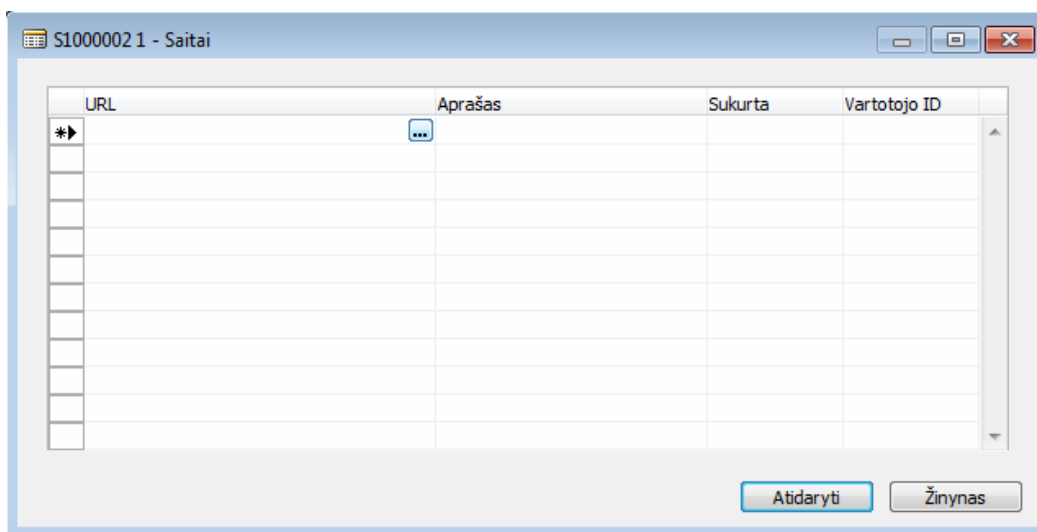 S1000002 1 - Saitai
URL Aprašas Sukurta Vartotojo ID
...
Atidaryti Žinynas